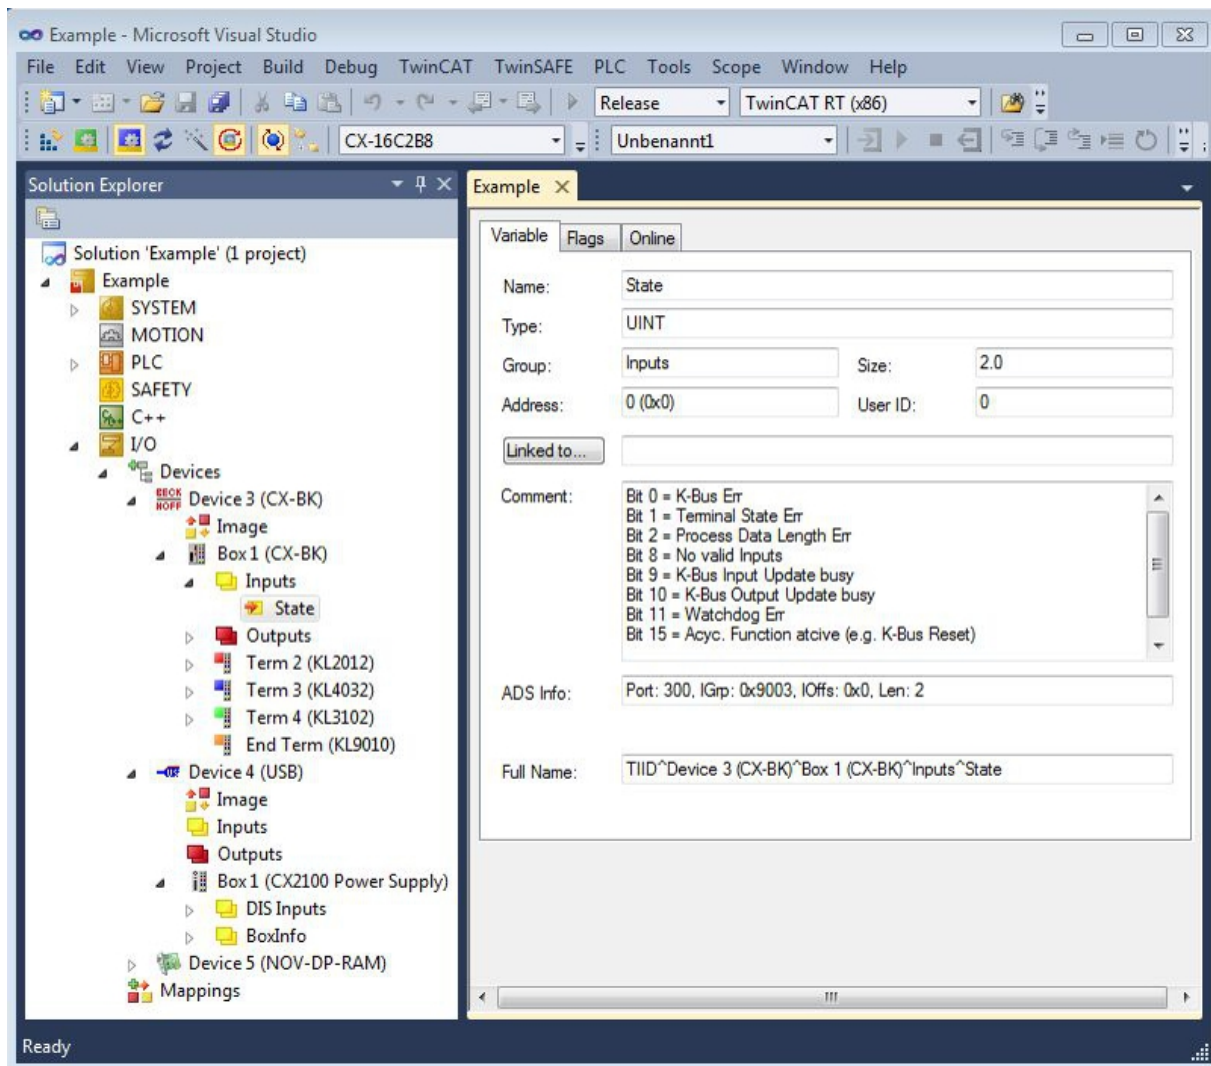 Example - Microsoft Visual Studio
File Edit View Project Build Debug TwinCAT TwinSAFE PLC Tools Scope Window Help
Release TwinCAT RT (x86)
CX-16C2B8 Unbenannt1
Solution Explorer
Solution 'Example' (1 project)
Example
SYSTEM
MOTION
PLC
SAFETY
C++
I/O
Devices
BECK
HOFF
Device 3 (CX-BK)
Image
Box 1 (CX-BK)
Inputs
State
Outputs
Term 2 (KL2012)
Term 3 (KL4032)
Term 4 (KL3102)
End Term (KL9010)
Device 4 (USB)
Image
Inputs
Outputs
Box 1 (CX2100 Power Supply)
DIS Inputs
BoxInfo
Device 5 (NOV-DP-RAM)
Mappings
Example
Variable Flags Online
Name: State
Type: UINT
Group: Inputs Size: 2.0
Address: 0 (0x0) User ID: 0
Linked to...
Comment: Bit 0 = K-Bus Err
Bit 1 = Terminal State Err
Bit 2 = Process Data Length Err
Bit 8 = No valid Inputs
Bit 9 = K-Bus Input Update busy
Bit 10 = K-Bus Output Update busy
Bit 11 = Watchdog Err
Bit 15 = Acyc. Function atcive (e.g. K-Bus Reset)
ADS Info: Port: 300, IGrp: 0x9003, IOffs: 0x0, Len: 2
Full Name: TIID^Device 3 (CX-BK)^Box 1 (CX-BK)^Inputs^State
Ready